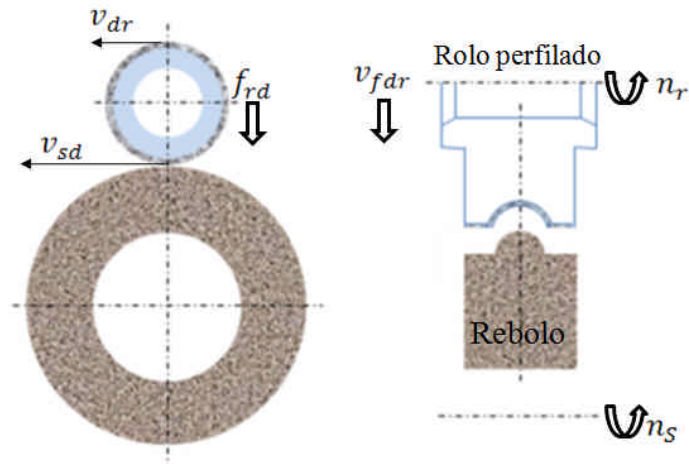 v_dr
f_rd
v_sd
Rolo perfilado
v_fdr
n_r
Rebolo
n_S